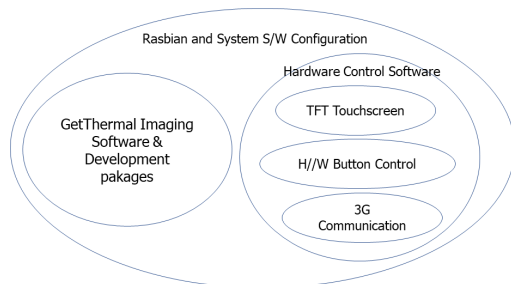 Rasbian and System S/W Configuration
Hardware Control Software
GetThermal Imaging
Software &
Development
pakages
TFT Touchscreen
H//W Button Control
3G
Communication